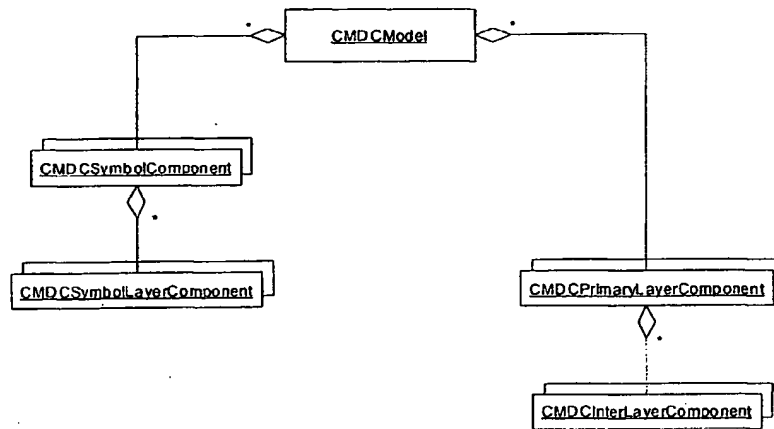 CMDCModel
*
*
CMDCSymbolComponent
*
CMDCSymbolLayerComponent
CMDCPrimaryLayerComponent
*
CMDCInterLayerComponent